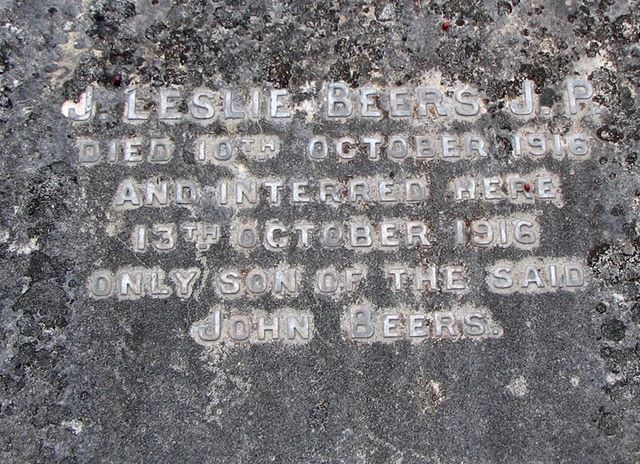 J. LESLIE BEERS J.P
DIED 10TH OCTOBER 1916
AND INTERRED HERE
13TH OCTOBER 1916
ONLY SON OF THE SAID
JOHN BEERS.